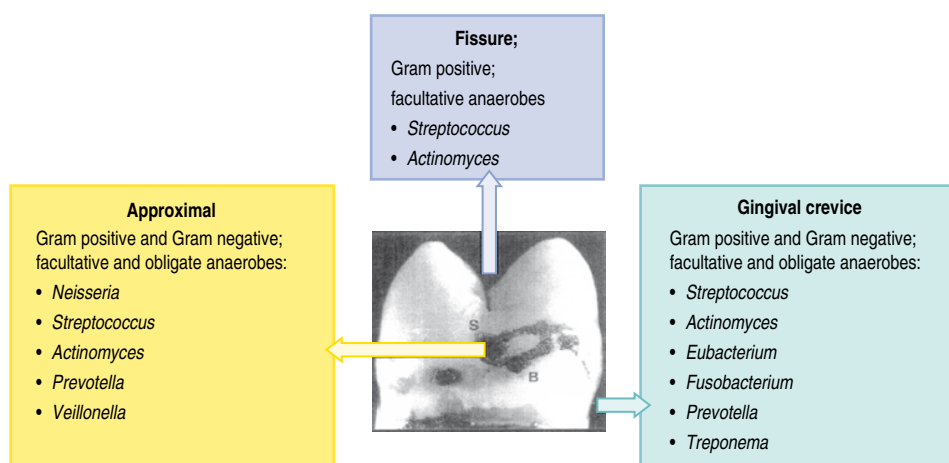 Fissure;
Gram positive;
facultative anaerobes
• Streptococcus
• Actinomyces
Approximal
Gram positive and Gram negative;
facultative and obligate anaerobes:
• Neisseria
• Streptococcus
• Actinomyces
• Prevotella
• Veillonella
S
B
Gingival crevice
Gram positive and Gram negative;
facultative and obligate anaerobes:
• Streptococcus
• Actinomyces
• Eubacterium
• Fusobacterium
• Prevotella
• Treponema